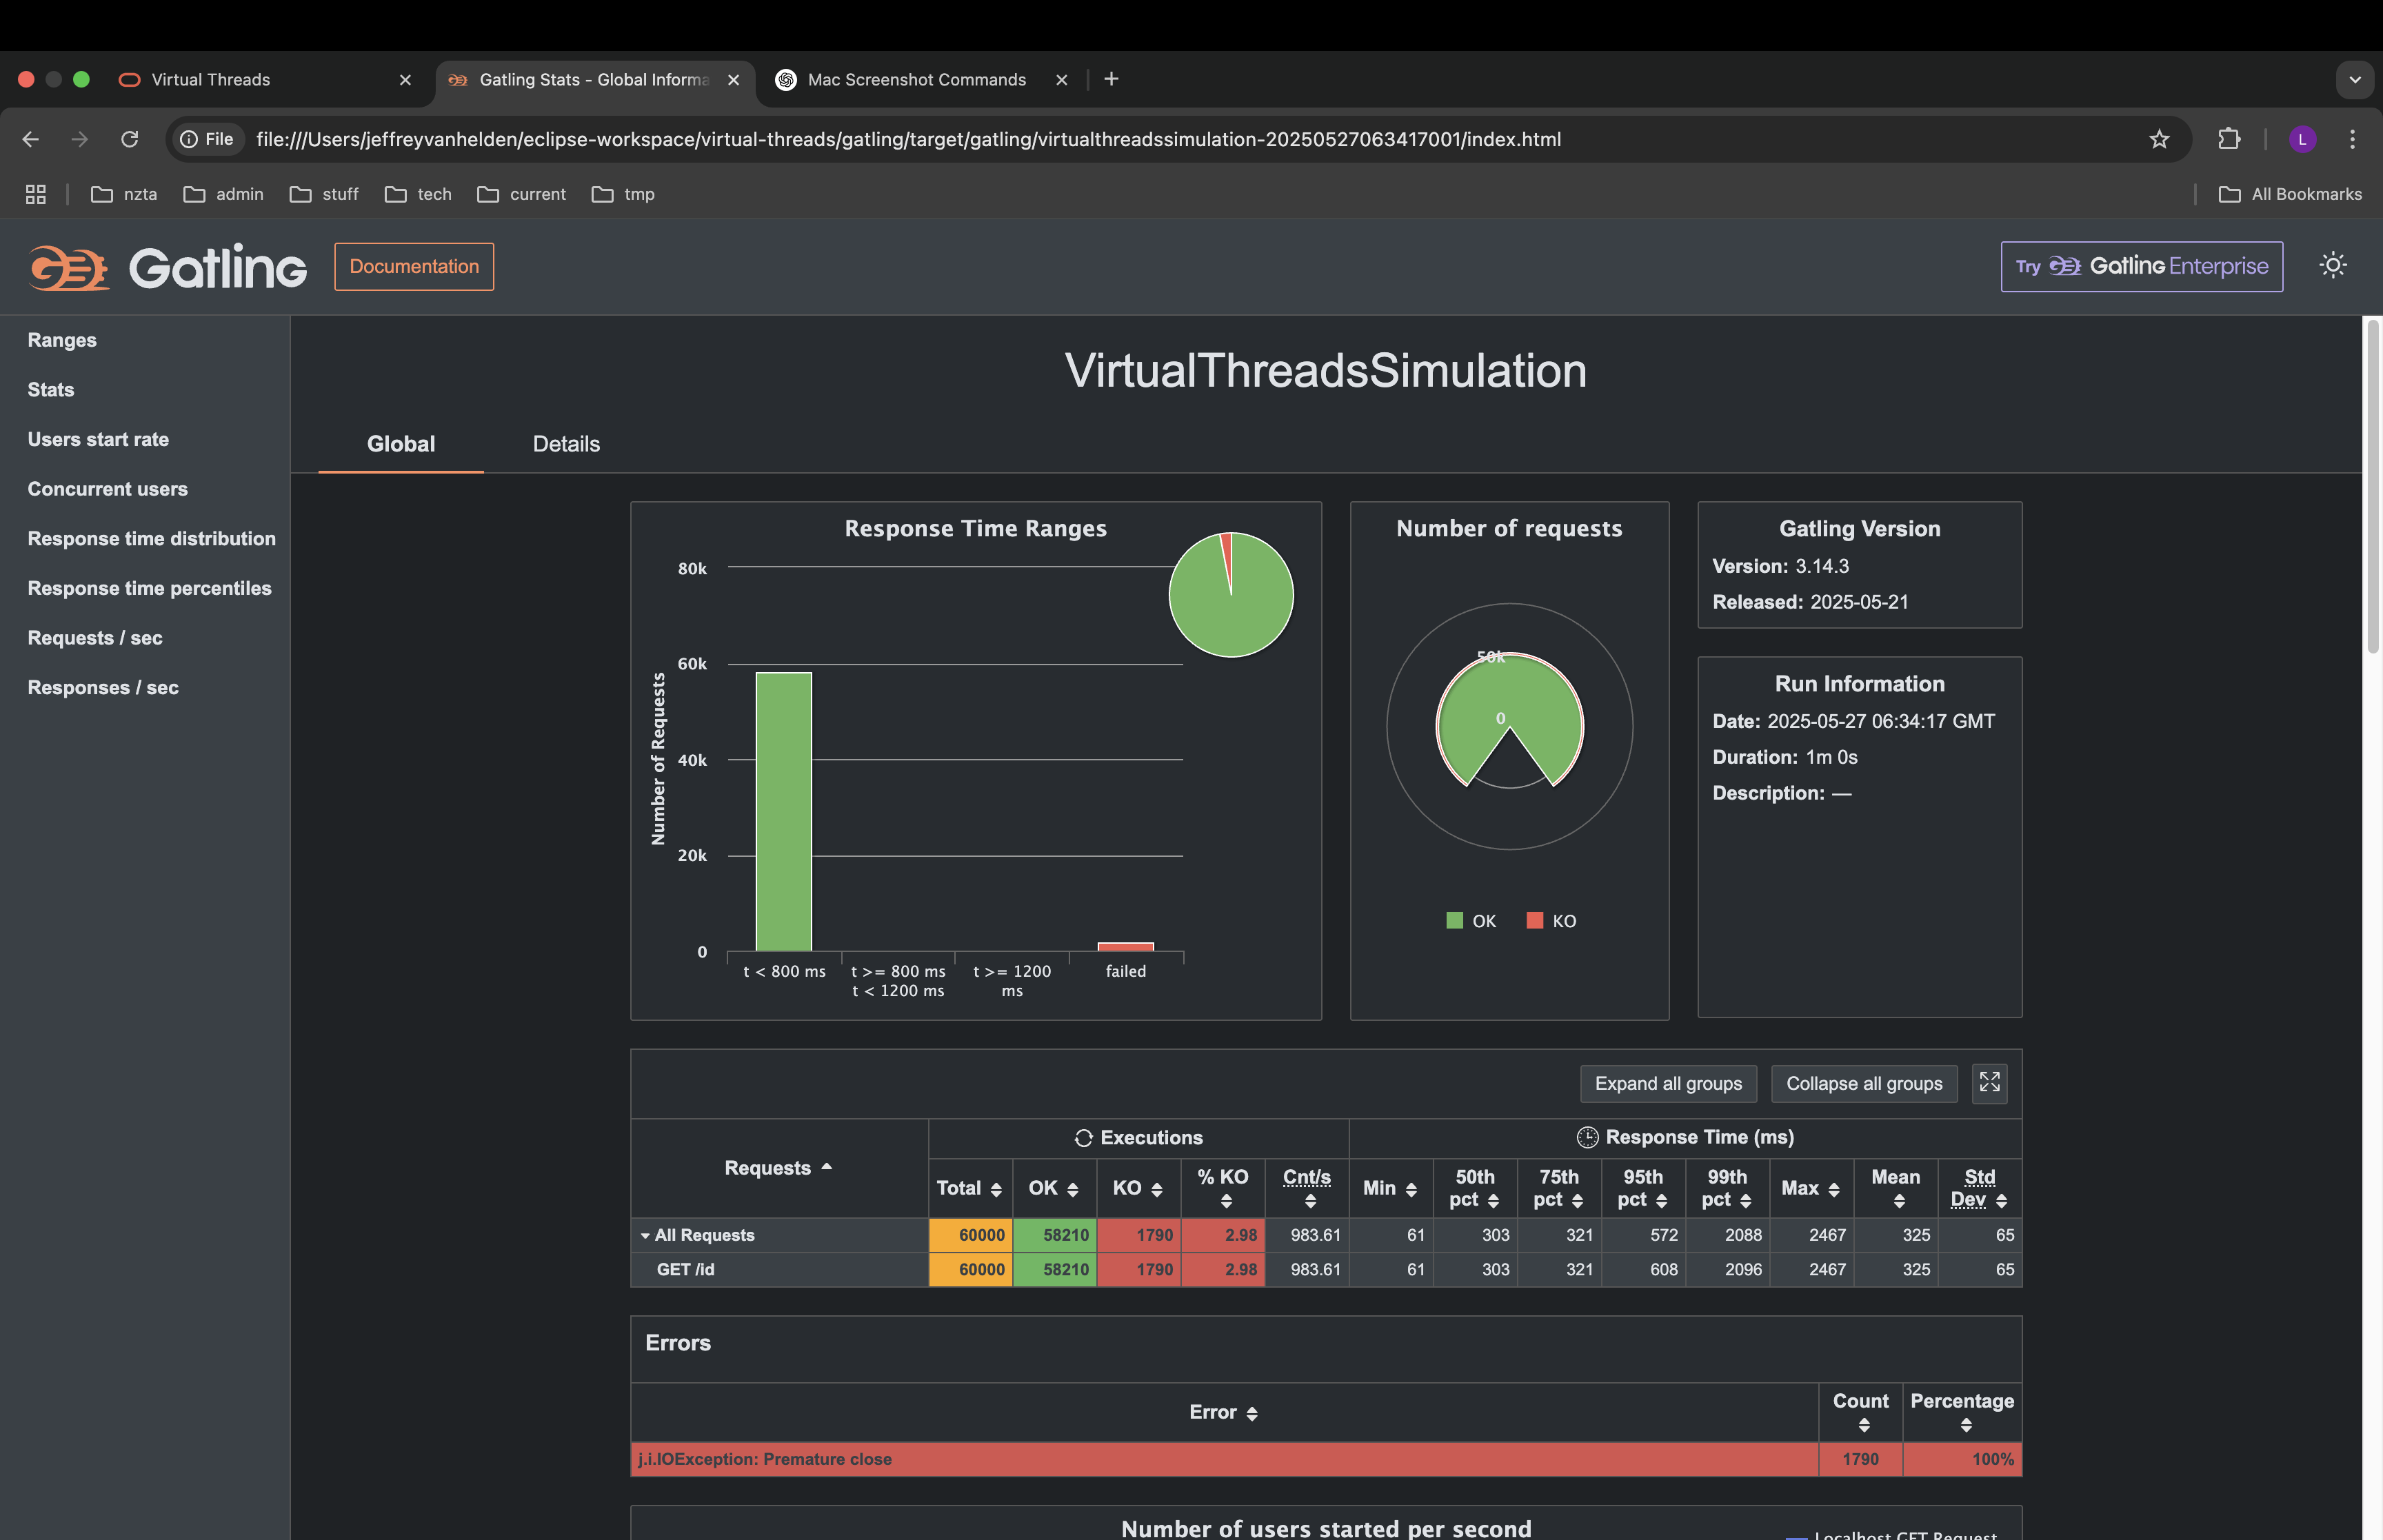 Virtual Threads
Gatling Stats - Global Informa
Mac Screenshot Commands
File
file:///Users/jeffreyvanhelden/eclipse-workspace/virtual-threads/gatling/target/gatling/virtualthreadssimulation-20250527063417001/index.html
L
nzta
admin
stuff
tech
current
tmp
All Bookmarks
Gatling
Documentation
Try Gatling Enterprise
Ranges
Stats
Users start rate
Concurrent users
Response time distribution
Response time percentiles
Requests / sec
Responses / sec
VirtualThreadsSimulation
Global
Details
Response Time Ranges
Number of Requests
80k
60k
40k
20k
0
t < 800 ms
t >= 800 ms
t < 1200 ms
t >= 1200
ms
failed
Number of requests
50k
0
OK
KO
Gatling Version
Version: 3.14.3
Released: 2025-05-21
Run Information
Date: 2025-05-27 06:34:17 GMT
Duration: 1m 0s
Description: —
Expand all groups
Collapse all groups
Requests
Executions
Response Time (ms)
Total
OK
KO
% KO
Cnt/s
Min
50th
pct
75th
pct
95th
pct
99th
pct
Max
Mean
Std
Dev
All Requests 60000 58210 1790 2.98 983.61 61 303 321 572 2088 2467 325 65
GET /id 60000 58210 1790 2.98 983.61 61 303 321 608 2096 2467 325 65
Errors
Error
Count
Percentage
j.i.IOException: Premature close 1790 100%
Number of users started per second
Localhost GET Request